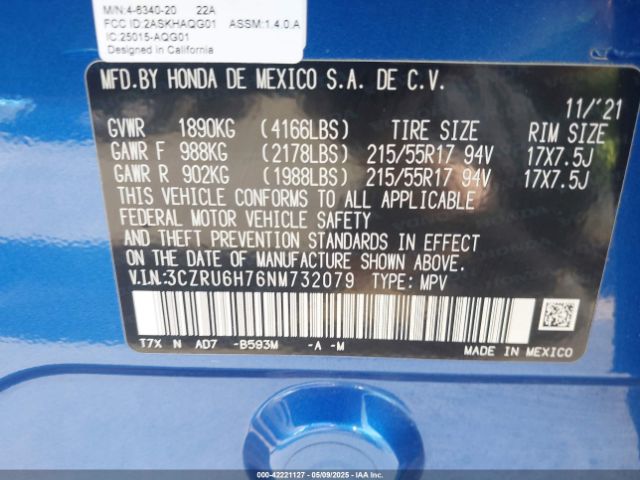 M/N:4-6340-20 22A
FCC ID:2ASKHAQG01 ASSM:1.4.0.A
IC:25015-AQG01
Designed in California
MFD.BY HONDA DE MEXICO S.A. DE C.V.
11/'21
GVWR 1890KG (4166LBS) TIRE SIZE RIM SIZE
GAWR F 988KG (2178LBS) 215/55R17 94V 17X7.5J
GAWR R 902KG (1988LBS) 215/55R17 94V 17X7.5J
THIS VEHICLE CONFORMS TO ALL APPLICABLE
FEDERAL MOTOR VEHICLE SAFETY
AND THEFT PREVENTION STANDARDS IN EFFECT
ON THE DATE OF MANUFACTURE SHOWN ABOVE.
V.I.N.:3CZRU6H76NM732079 TYPE: MPV
T7X N AD7 -B593M -A -M
MADE IN MEXICO
000-42221127 - 05/09/2025 - IAAI.COM